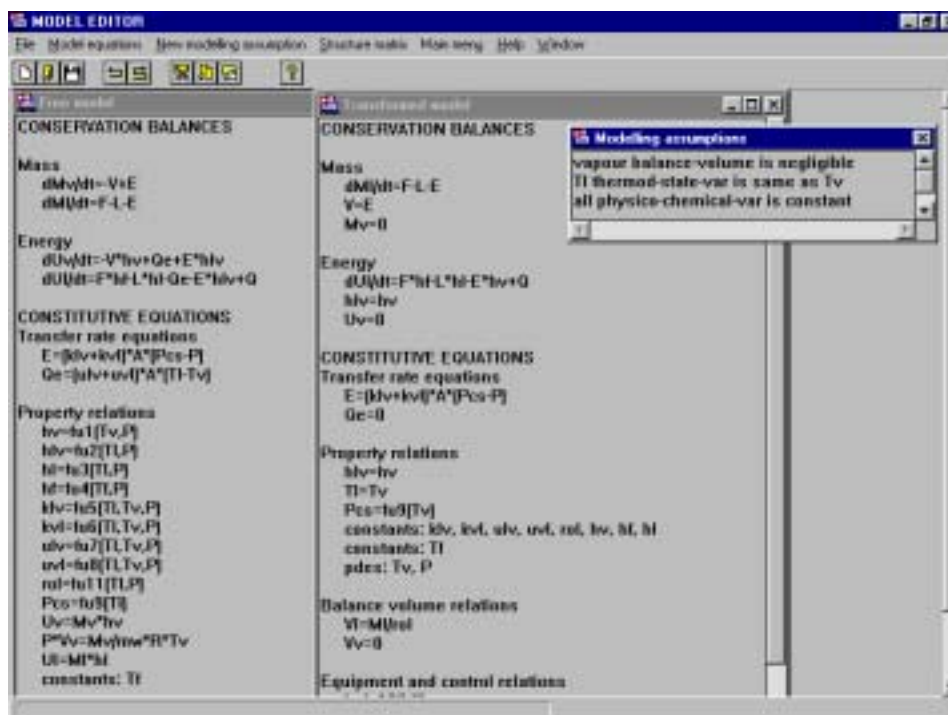 MODEL EDITOR
File Model equations New modelling assumption Structure matrix Main menu Help Window
Free model
CONSERVATION BALANCES
Mass
dMv/dt=-V+E
dMl/dt=F-L-E
Energy
dUv/dt=-V*hv+Qe+E*hlv
dUl/dt=F*hf-L*hl-Qe-E*hlv+Q
CONSTITUTIVE EQUATIONS
Transfer rate equations
E=(klv+kvl)*A*(Pcs-P)
Qe=(ulv+uvl)*A*(Tl-Tv)
Property relations
hv=fu1(Tv,P)
hlv=fu2(Tl,P)
hl=fu3(Tl,P)
hf=fu4(Tf,P)
klv=fu5(Tl,Tv,P)
kvl=fu6(Tl,Tv,P)
ulv=fu7(Tl,Tv,P)
uvl=fu8(Tl,Tv,P)
rol=fu11(Tl,P)
Pcs=fu9(Tl)
Uv=Mv*hv
P*Vv=Mv/mw*R*Tv
Ul=Ml*hl
constants: Tf
Transformed model
CONSERVATION BALANCES
Mass
dMl/dt=F-L-E
V=E
Mv=0
Energy
dUl/dt=F*hf-L*hl-E*hv+Q
hlv=hv
Uv=0
CONSTITUTIVE EQUATIONS
Transfer rate equations
E=(klv+kvl)*A*(Pcs-P)
Qe=0
Property relations
hlv=hv
Tl=Tv
Pcs=fu9(Tv)
constants: klv, kvl, ulv, uvl, rol, hv, hf, hl
constants: Tf
pdes: Tv, P
Balance volume relations
Vl=Ml/rol
Vv=0
Equipment and control relations
Modelling assumptions
vapour balance-volume is negligible
Tl thermod-state-var is same as Tv
all physico-chemical-var is constant